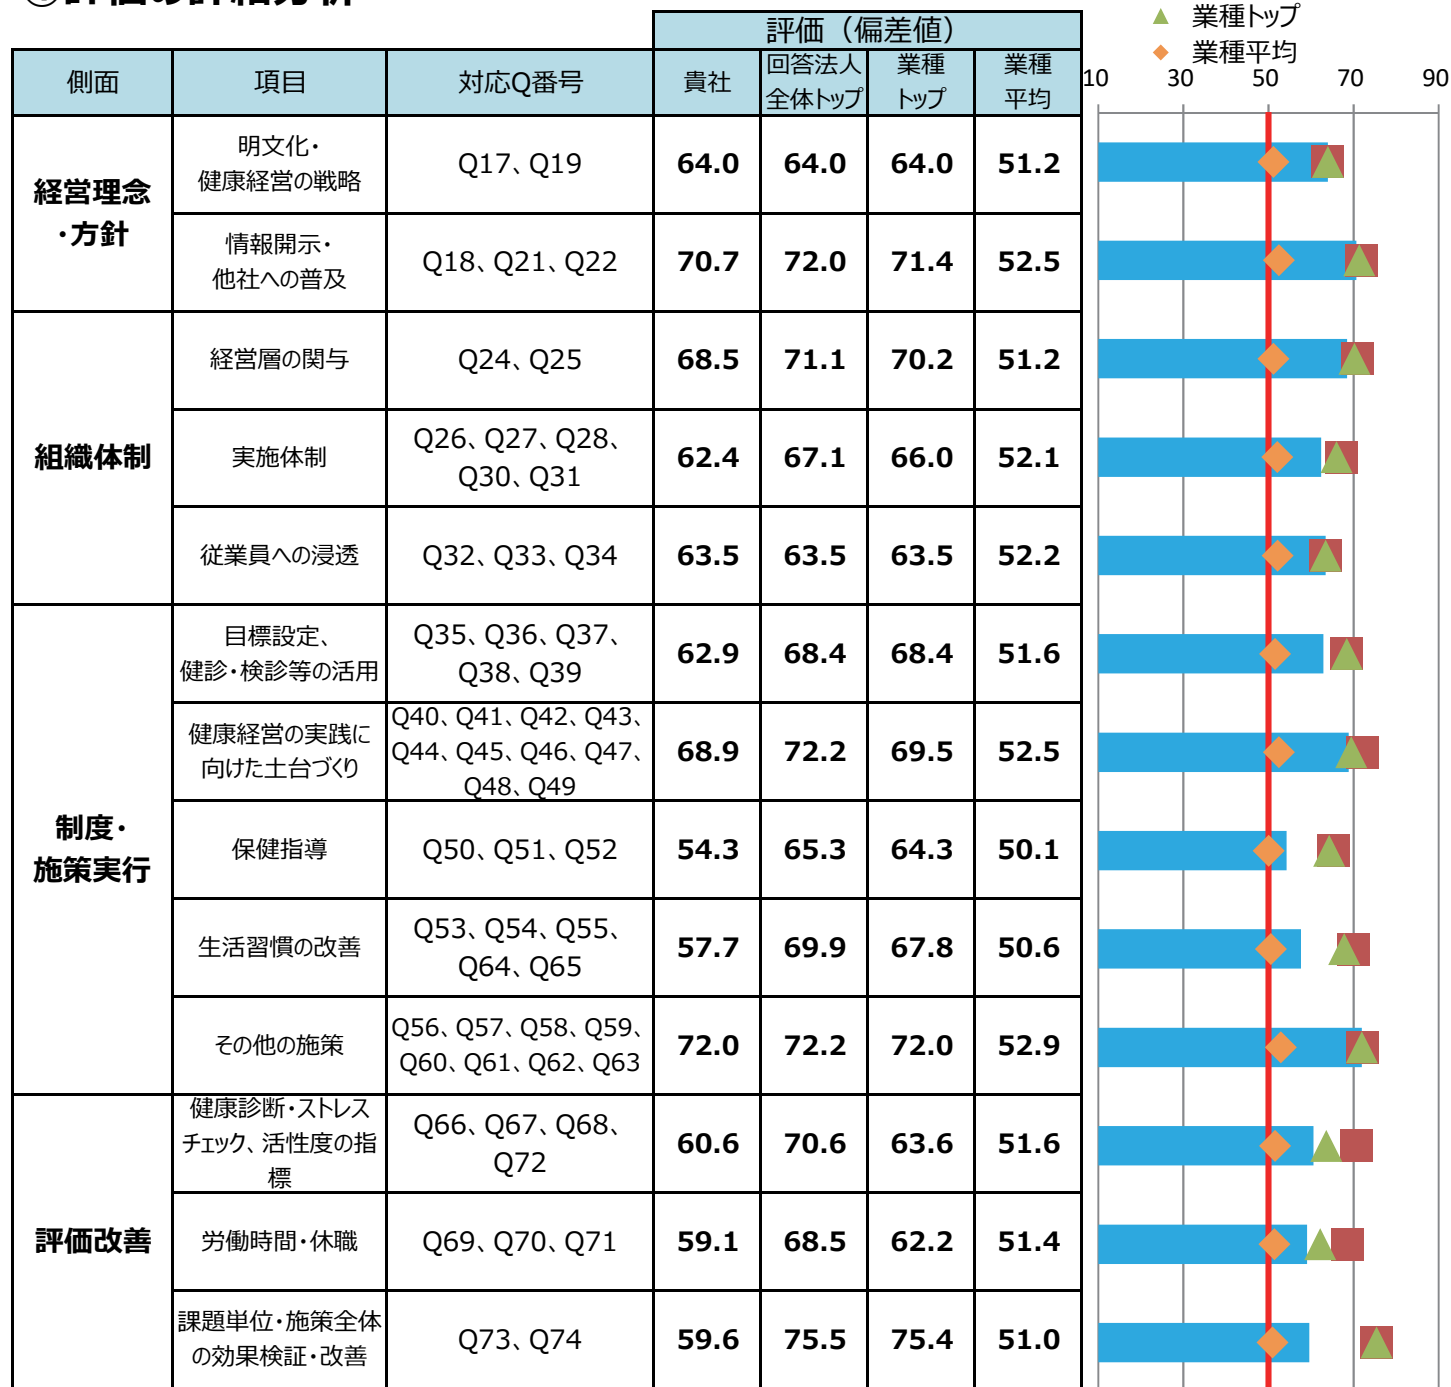 評価の詳細分析
業種トップ
業種平均
評価（偏差値）
側面 項目 対応Q番号 貴社 回答法人 業種 業種
全体トップ トップ 平均
10 30 50 70 90
経営理念
・方針
明文化・
健康経営の戦略
Q17、Q19 64.0 64.0 64.0 51.2
情報開示・
他社への普及
Q18、Q21、Q22 70.7 72.0 71.4 52.5
組織体制
経営層の関与 Q24、Q25 68.5 71.1 70.2 51.2
実施体制
Q26、Q27、Q28、
Q30、Q31
62.4 67.1 66.0 52.1
従業員への浸透 Q32、Q33、Q34 63.5 63.5 63.5 52.2
制度・
施策実行
目標設定、
健診・検診等の活用
Q35、Q36、Q37、
Q38、Q39
62.9 68.4 68.4 51.6
健康経営の実践に
向けた土台づくり
Q40、Q41、Q42、Q43、
Q44、Q45、Q46、Q47、
Q48、Q49
68.9 72.2 69.5 52.5
保健指導 Q50、Q51、Q52 54.3 65.3 64.3 50.1
生活習慣の改善
Q53、Q54、Q55、
Q64、Q65
57.7 69.9 67.8 50.6
その他の施策
Q56、Q57、Q58、Q59、
Q60、Q61、Q62、Q63
72.0 72.2 72.0 52.9
評価改善
健康診断・ストレス
チェック、活性度の指
標
Q66、Q67、Q68、
Q72
60.6 70.6 63.6 51.6
労働時間・休職 Q69、Q70、Q71 59.1 68.5 62.2 51.4
課題単位・施策全体
の効果検証・改善
Q73、Q74 59.6 75.5 75.4 51.0